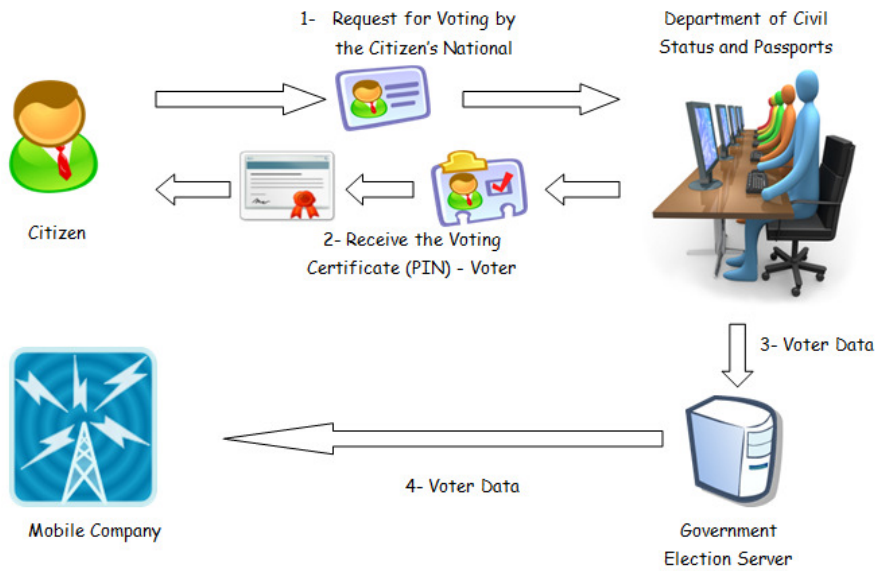 1- Request for Voting by
the Citizen's National
Department of Civil
Status and Passports
Citizen
2- Receive the Voting
Certificate (PIN) - Voter
3- Voter Data
4- Voter Data
Mobile Company
Government
Election Server